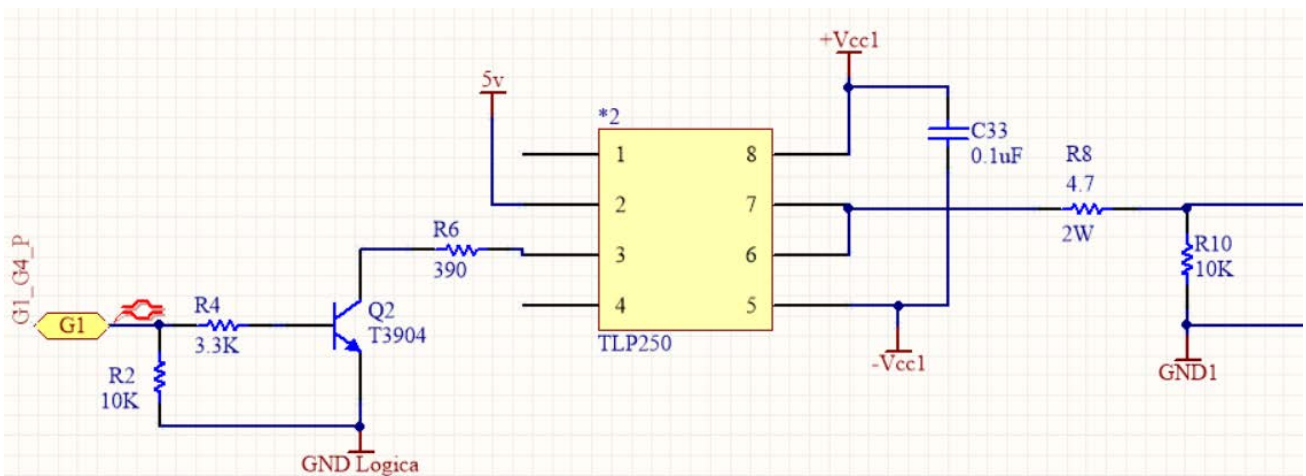 +Vcc1
5v
*2
C33
0.1uF
1
8
R8
4.7
2
7
2W
R6
390
3
6
R10
10K
G1_G4_P
G1
R4
3.3K
Q2
T3904
4
5
TLP250
-Vcc1
GND1
R2
10K
GND Logica